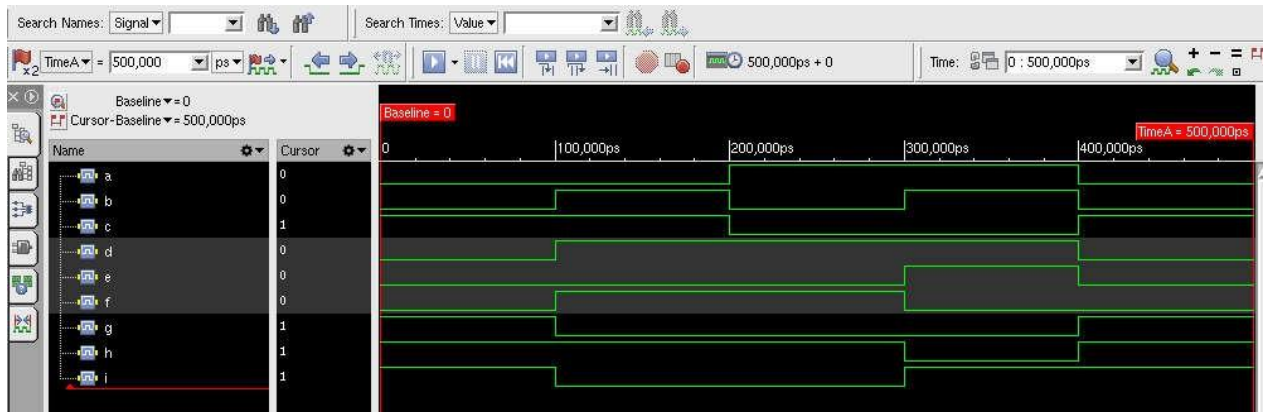 Search Names: Signal Search Times: Value
x2 TimeA = 500,000 ps 500,000ps + 0 Time: 0 : 500,000ps
Baseline = 0
Cursor-Baseline = 500,000ps
Baseline = 0
TimeA = 500,000ps
Name Cursor 0 100,000ps 200,000ps 300,000ps 400,000ps
a 0
b 0
c 1
d 0
e 0
f 0
g 1
h 1
i 1